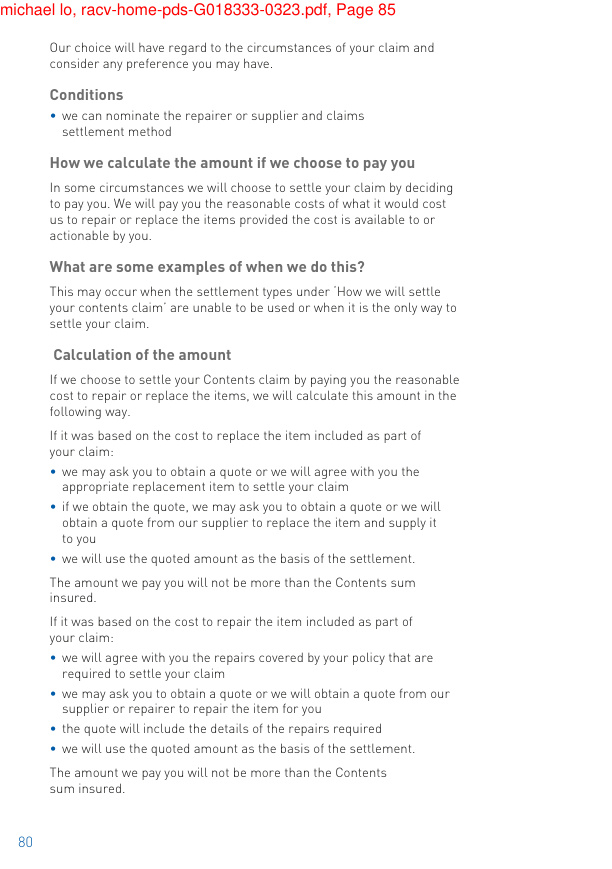 michael lo, racv-home-pds-G018333-0323.pdf, Page 85
Our choice will have regard to the circumstances of your claim and
consider any preference you may have.
Conditions
• we can nominate the repairer or supplier and claims
settlement method
How we calculate the amount if we choose to pay you
In some circumstances we will choose to settle your claim by deciding
to pay you. We will pay you the reasonable costs of what it would cost
us to repair or replace the items provided the cost is available to or
actionable by you.
What are some examples of when we do this?
This may occur when the settlement types under ‘How we will settle
your contents claim’ are unable to be used or when it is the only way to
settle your claim.
Calculation of the amount
If we choose to settle your Contents claim by paying you the reasonable
cost to repair or replace the items, we will calculate this amount in the
following way.
If it was based on the cost to replace the item included as part of
your claim:
• we may ask you to obtain a quote or we will agree with you the
appropriate replacement item to settle your claim
• if we obtain the quote, we may ask you to obtain a quote or we will
obtain a quote from our supplier to replace the item and supply it
to you
• we will use the quoted amount as the basis of the settlement.
The amount we pay you will not be more than the Contents sum
insured.
If it was based on the cost to repair the item included as part of
your claim:
• we will agree with you the repairs covered by your policy that are
required to settle your claim
• we may ask you to obtain a quote or we will obtain a quote from our
supplier or repairer to repair the item for you
• the quote will include the details of the repairs required
• we will use the quoted amount as the basis of the settlement.
The amount we pay you will not be more than the Contents
sum insured.
80